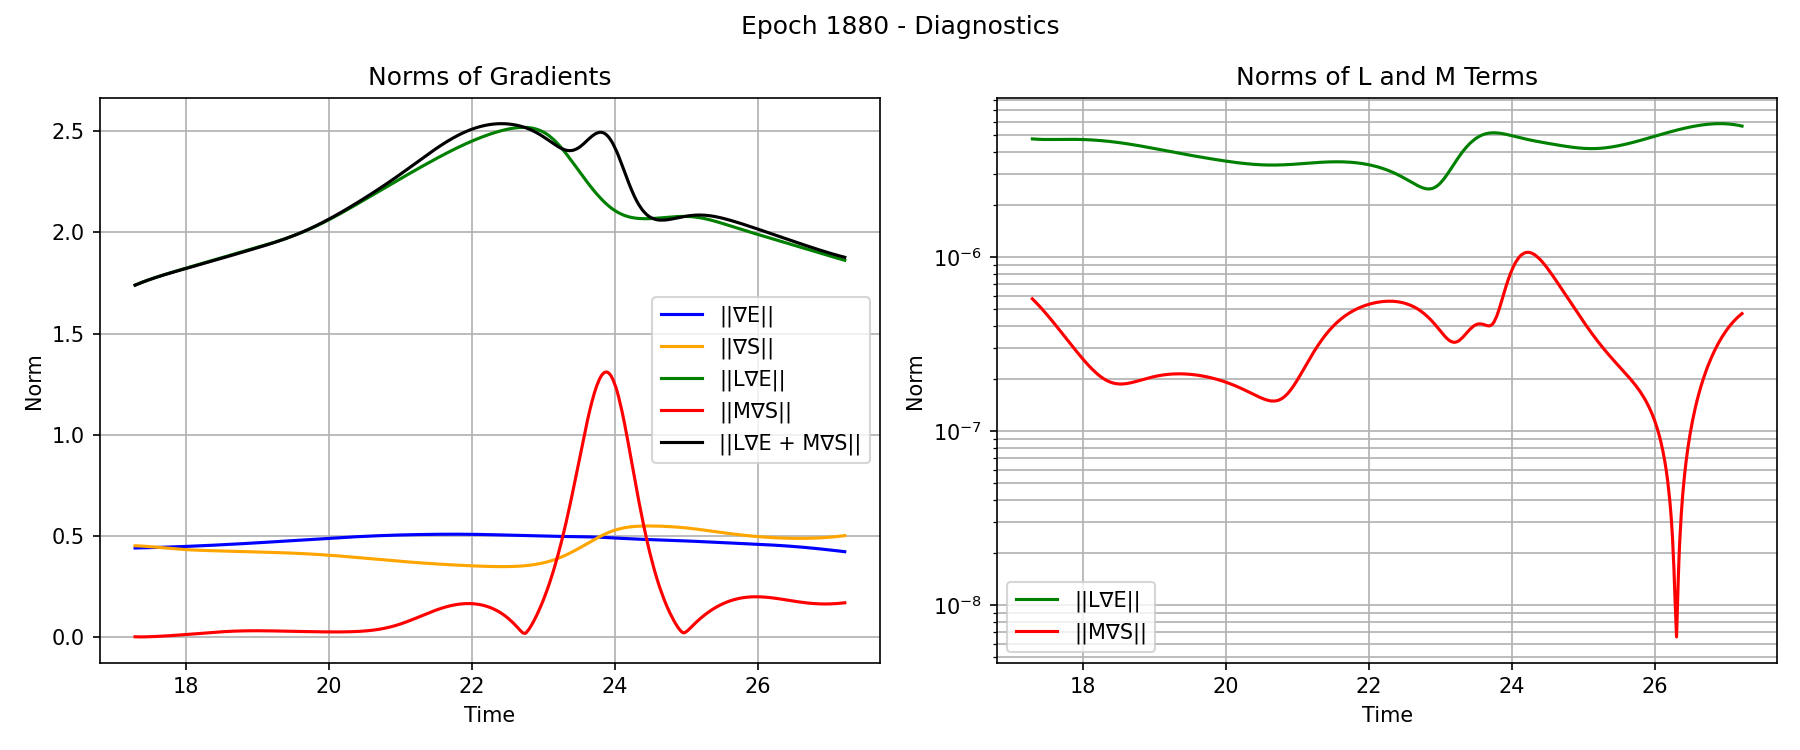 Epoch 1880 - Diagnostics
Norms of Gradients
Norm
2.5
2.0
1.5
1.0
0.5
0.0
18
20
22
24
26
Time
||∇E||
||∇S||
||L∇E||
||M∇S||
||L∇E + M∇S||
Norms of L and M Terms
Norm
10⁻⁶
10⁻⁷
10⁻⁸
18
20
22
24
26
Time
||L∇E||
||M∇S||